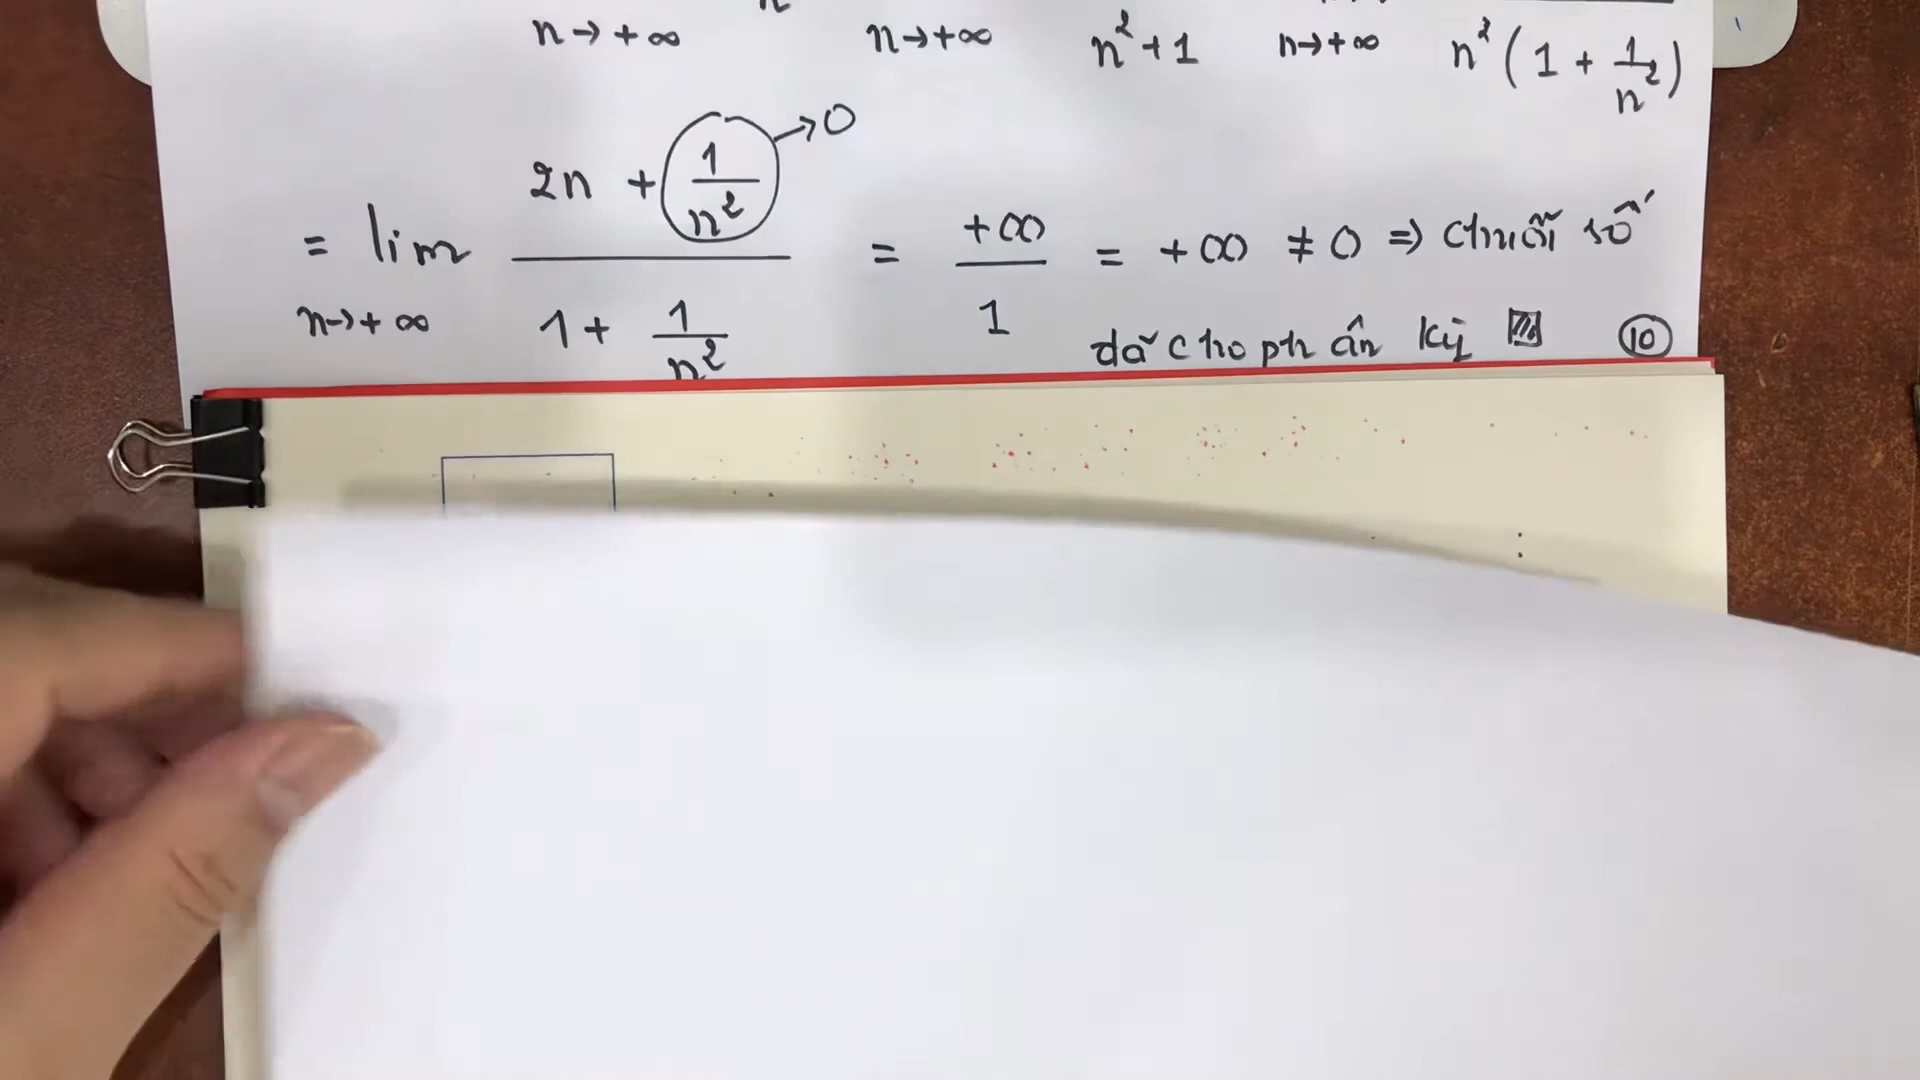 n→+∞ n→+∞ n²+1 n→+∞ n²(1 + 1/n²)
= lim n→+∞ (2n + 1/n²)/(1 + 1/n²) = +∞/1 = +∞ ≠ 0 ⇒ chuỗi số
→0
đã cho phân kỳ 10